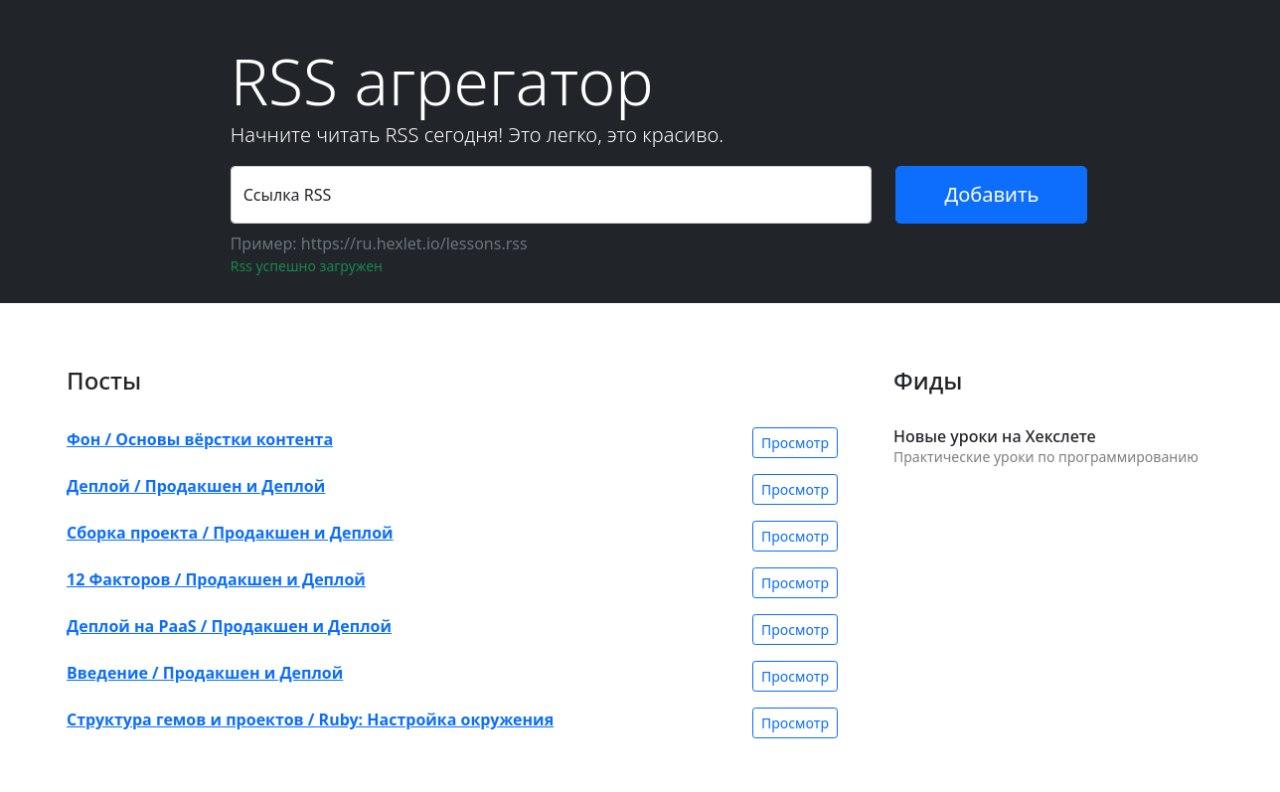 RSS агрегатор
Начните читать RSS сегодня! Это легко, это красиво.
Ссылка RSS
Добавить
Пример: https://ru.hexlet.io/lessons.rss
Rss успешно загружен
Посты
Фон / Основы вёрстки контента
Просмотр
Деплой / Продакшен и Деплой
Просмотр
Сборка проекта / Продакшен и Деплой
Просмотр
12 Факторов / Продакшен и Деплой
Просмотр
Деплой на PaaS / Продакшен и Деплой
Просмотр
Введение / Продакшен и Деплой
Просмотр
Структура гемов и проектов / Ruby: Настройка окружения
Просмотр
Фиды
Новые уроки на Хекслете
Практические уроки по программированию